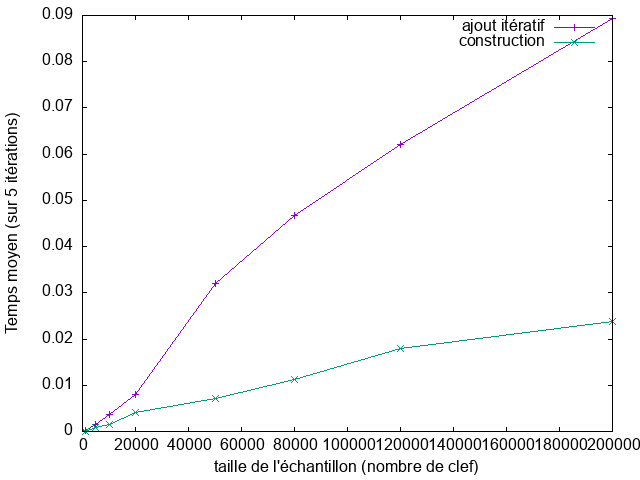 0.09
0.08
0.07
0.06
0.05
0.04
0.03
0.02
0.01
0
ajout itératif
construction
Temps moyen (sur 5 itérations)
0 20000 40000 60000 80000 100000 120000 140000 160000 180000 200000
taille de l'échantillon (nombre de clef)